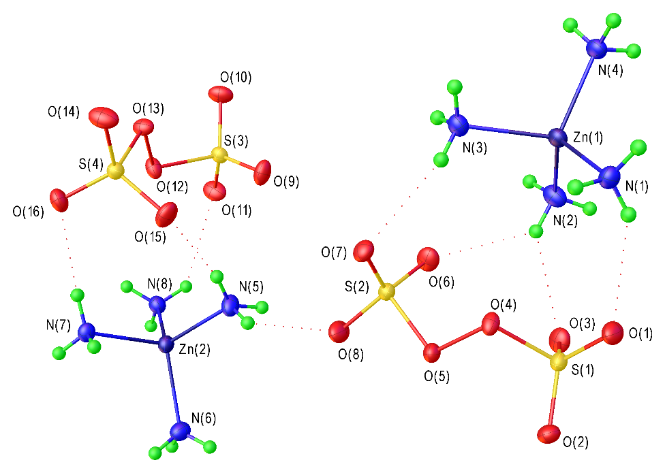 N(4)
O(10)
O(13)
O(14)
Zn(1)
S(3)
N(3)
S(4)
O(12)
O(9)
N(1)
O(16)
O(11)
N(2)
O(15)
O(7)
O(6)
N(8)
N(5)
S(2)
O(4)
O(3)
O(1)
N(7)
Zn(2)
O(8)
O(5)
S(1)
N(6)
O(2)